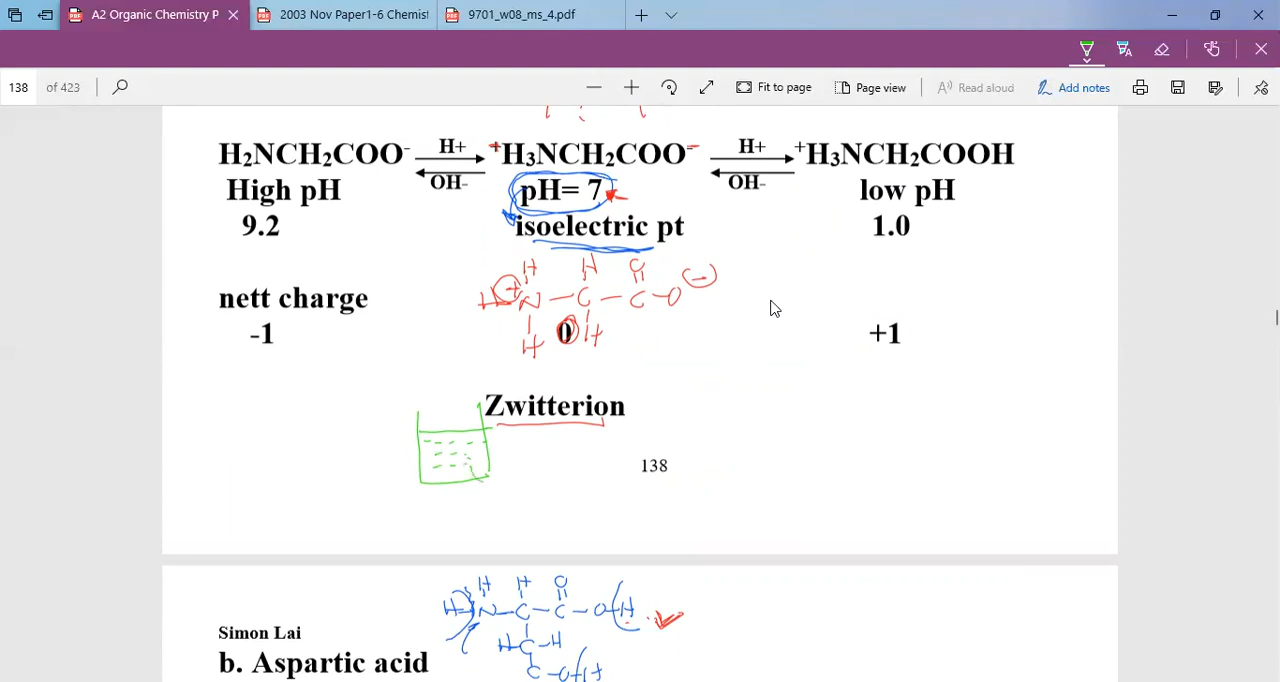 A2 Organic Chemistry P
2003 Nov Paper1-6 Chemist
9701_w08_ms_4.pdf
138 of 423
Fit to page
Page view
Read aloud
Add notes
H₂NCH₂COO⁻ H+ OH- ⁺H₃NCH₂COO⁻ H+ OH- ⁺H₃NCH₂COOH
High pH pH= 7 low pH
9.2 isoelectric pt 1.0
H H O
H + N — C — C — O (-)
H H
nett charge
-1 0 +1
Zwitterion
138
H H O
H N — C — C — O H
H C — H
C — O H
Simon Lai
b. Aspartic acid